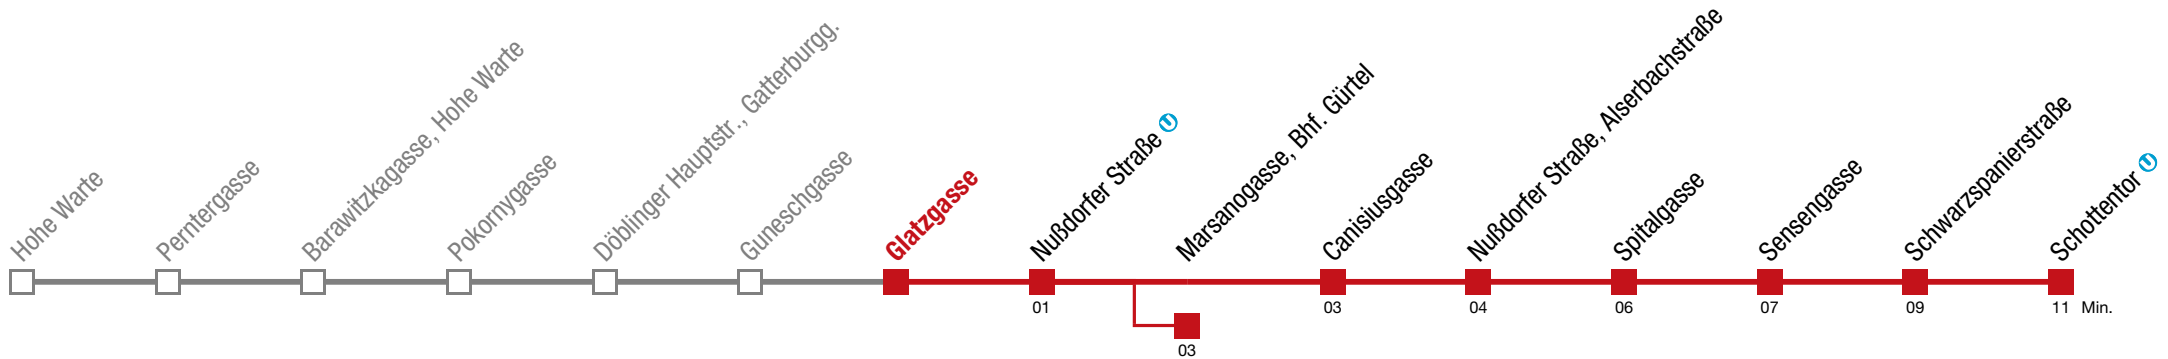 Hohe Warte
Perntergasse
Barawitzkagasse, Hohe Warte
Pokornygasse
Döblinger Hauptstr., Gatterburgg.
Guneschgasse
Glatzgasse
Nußdorfer Straße U
Marsanogasse, Bhf. Gürtel
Canisiusgasse
Nußdorfer Straße, Alserbachstraße
Spitalgasse
Sensengasse
Schwarzspanierstraße
Schottentor U
01
03
04
06
07
09
11 Min.
03